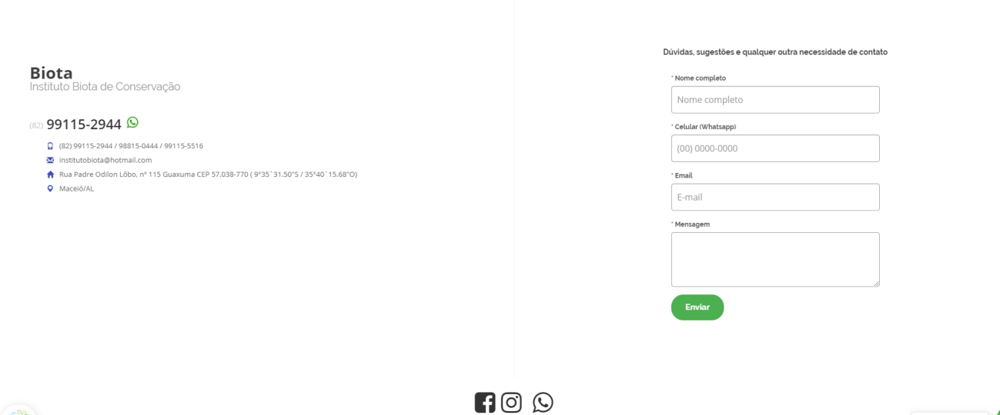 Biota
Instituto Biota de Conservação
(82) 99115-2944
(82) 99115-2944 / 98815-0444 / 99115-5516
institutobiota@hotmail.com
Rua Padre Odilon Lôbo, nº 115 Guaxuma CEP 57.038-770 ( 9°35`31.50"S / 35°40`15.68"O)
Maceió/AL
Dúvidas, sugestões e qualquer outra necessidade de contato
* Nome completo
Nome completo
* Celular (Whatsapp)
(00) 0000-0000
* Email
E-mail
* Mensagem
Enviar